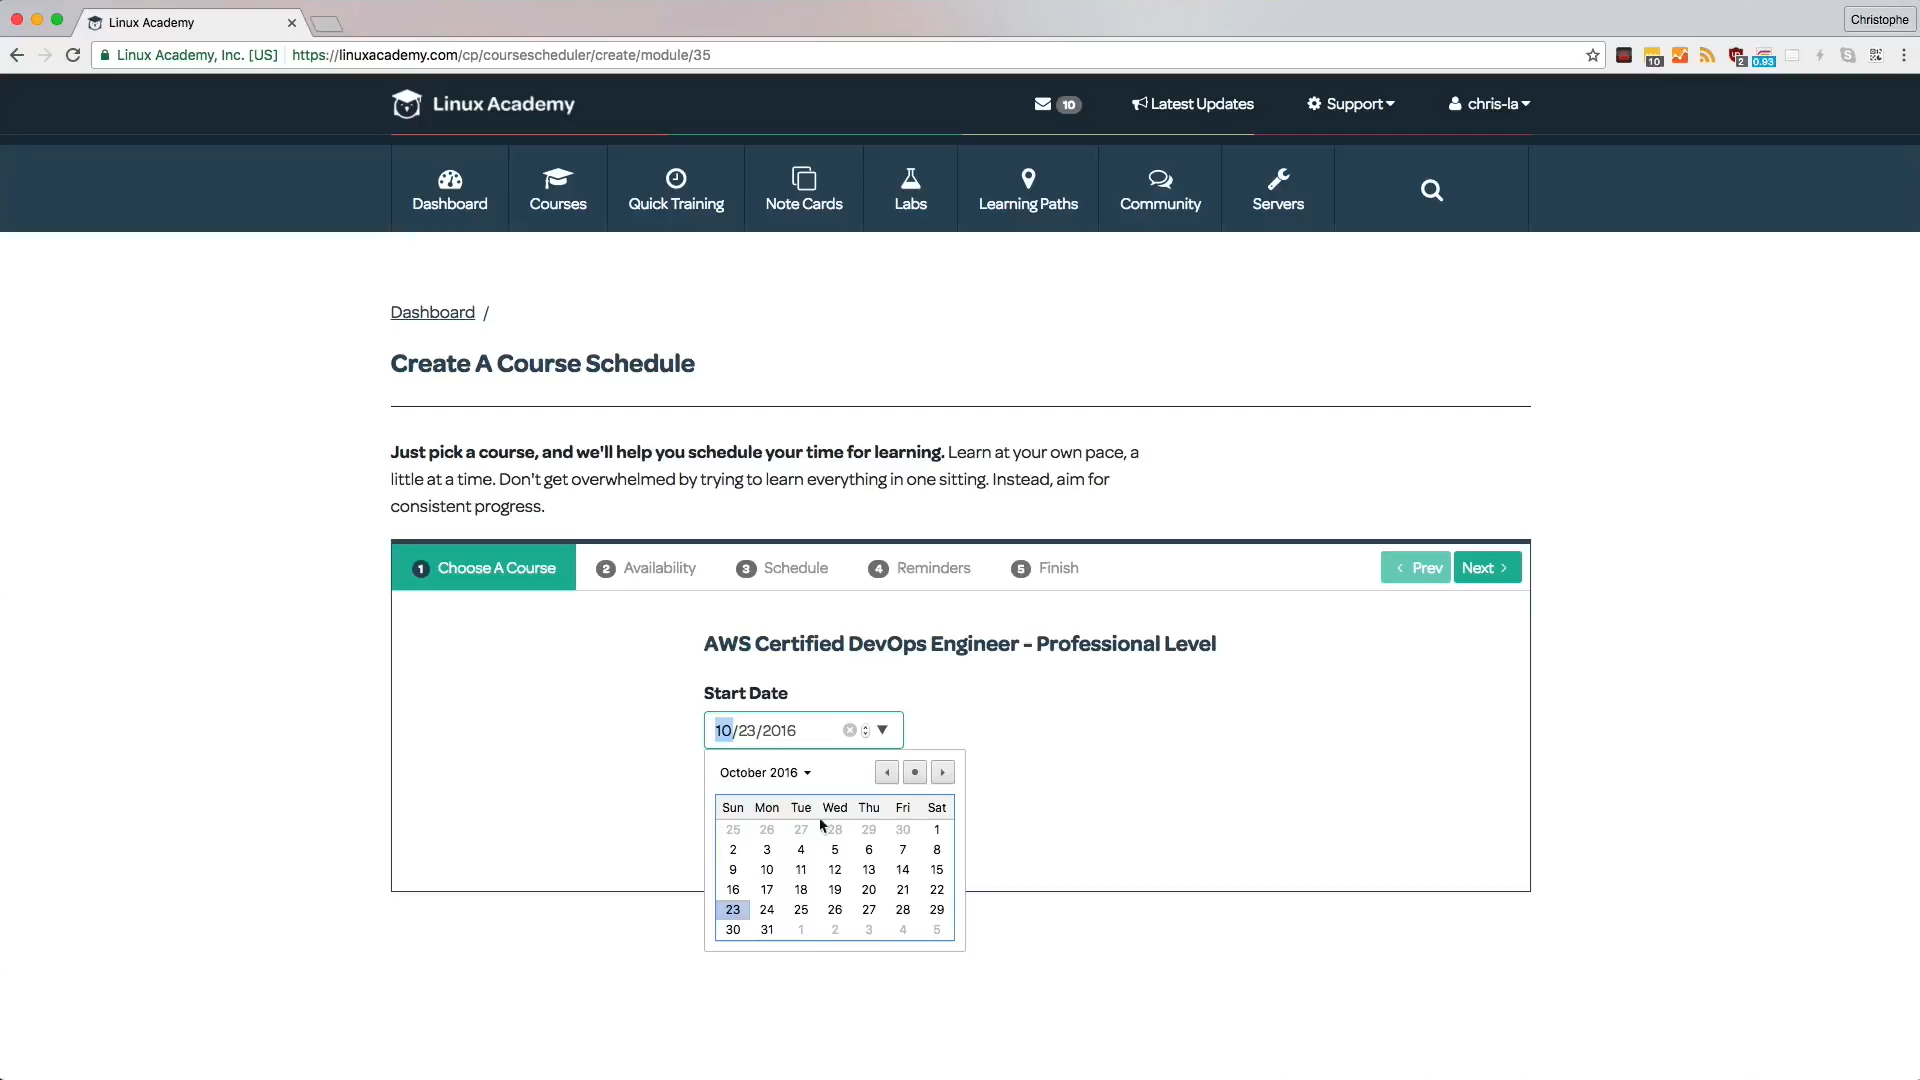 Linux Academy
Christophe
Linux Academy, Inc. [US] https://linuxacademy.com/cp/coursescheduler/create/module/35
10 2 0.93
Linux Academy
10 Latest Updates Support chris-la
Dashboard Courses Quick Training Note Cards Labs Learning Paths Community Servers
Dashboard /
Create A Course Schedule
Just pick a course, and we'll help you schedule your time for learning. Learn at your own pace, a
little at a time. Don't get overwhelmed by trying to learn everything in one sitting. Instead, aim for
consistent progress.
1 Choose A Course 2 Availability 3 Schedule 4 Reminders 5 Finish < Prev Next >
AWS Certified DevOps Engineer - Professional Level
Start Date
10/23/2016
October 2016
Sun Mon Tue Wed Thu Fri Sat
25 26 27 28 29 30 1
2 3 4 5 6 7 8
9 10 11 12 13 14 15
16 17 18 19 20 21 22
23 24 25 26 27 28 29
30 31 1 2 3 4 5